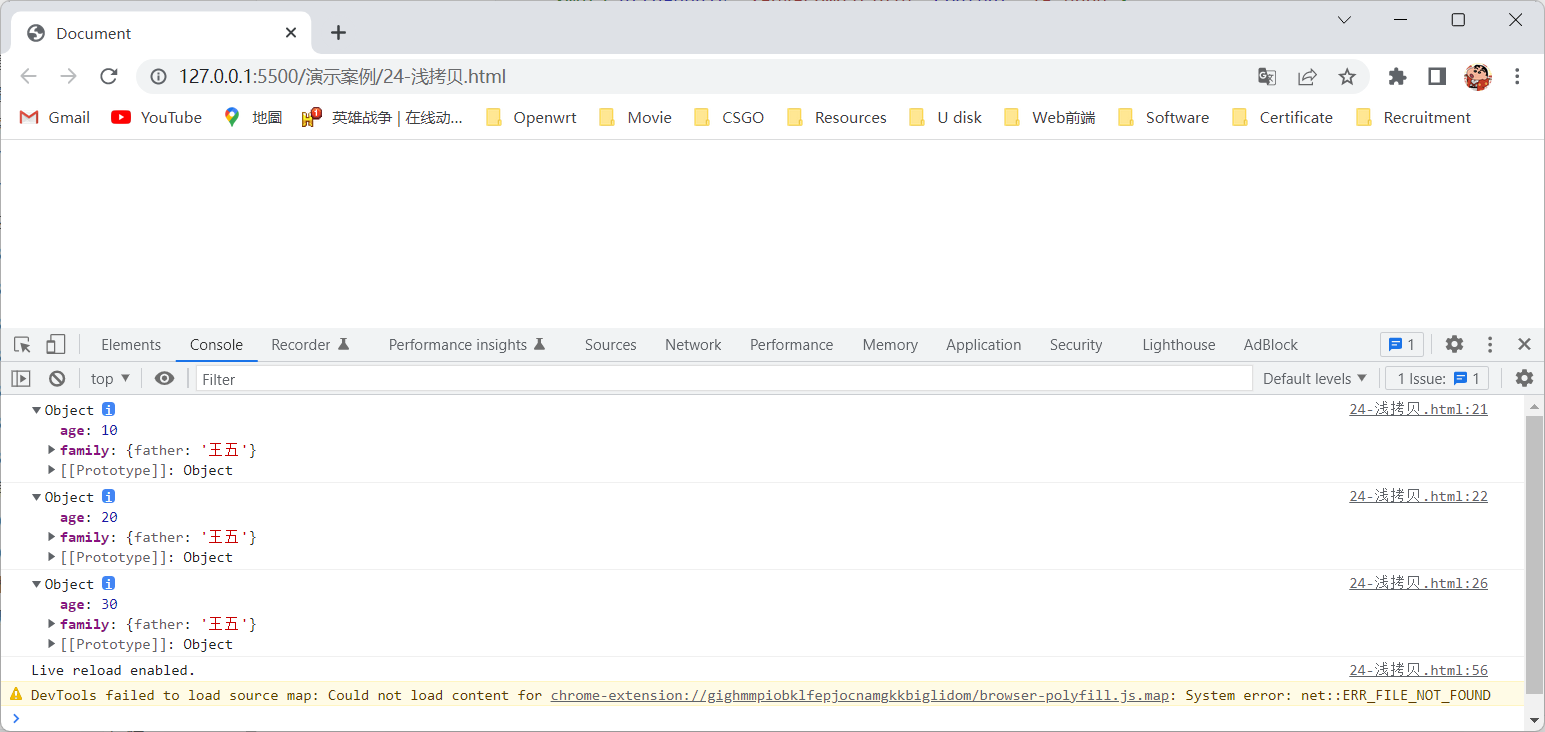 Document
127.0.0.1:5500/演示案例/24-浅拷贝.html
Gmail YouTube 地圖 英雄战争 | 在线动... Openwrt Movie CSGO Resources U disk Web前端 Software Certificate Recruitment
Elements Console Recorder Performance insights Sources Network Performance Memory Application Security Lighthouse AdBlock 1
top Filter Default levels 1 Issue: 1
Object 24-浅拷贝.html:21
age: 10
family: {father: '王五'}
[[Prototype]]: Object
Object 24-浅拷贝.html:22
age: 20
family: {father: '王五'}
[[Prototype]]: Object
Object 24-浅拷贝.html:26
age: 30
family: {father: '王五'}
[[Prototype]]: Object
Live reload enabled. 24-浅拷贝.html:56
DevTools failed to load source map: Could not load content for chrome-extension://gighmmpiobklfepjocnamgkkbiglidom/browser-polyfill.js.map: System error: net::ERR_FILE_NOT_FOUND